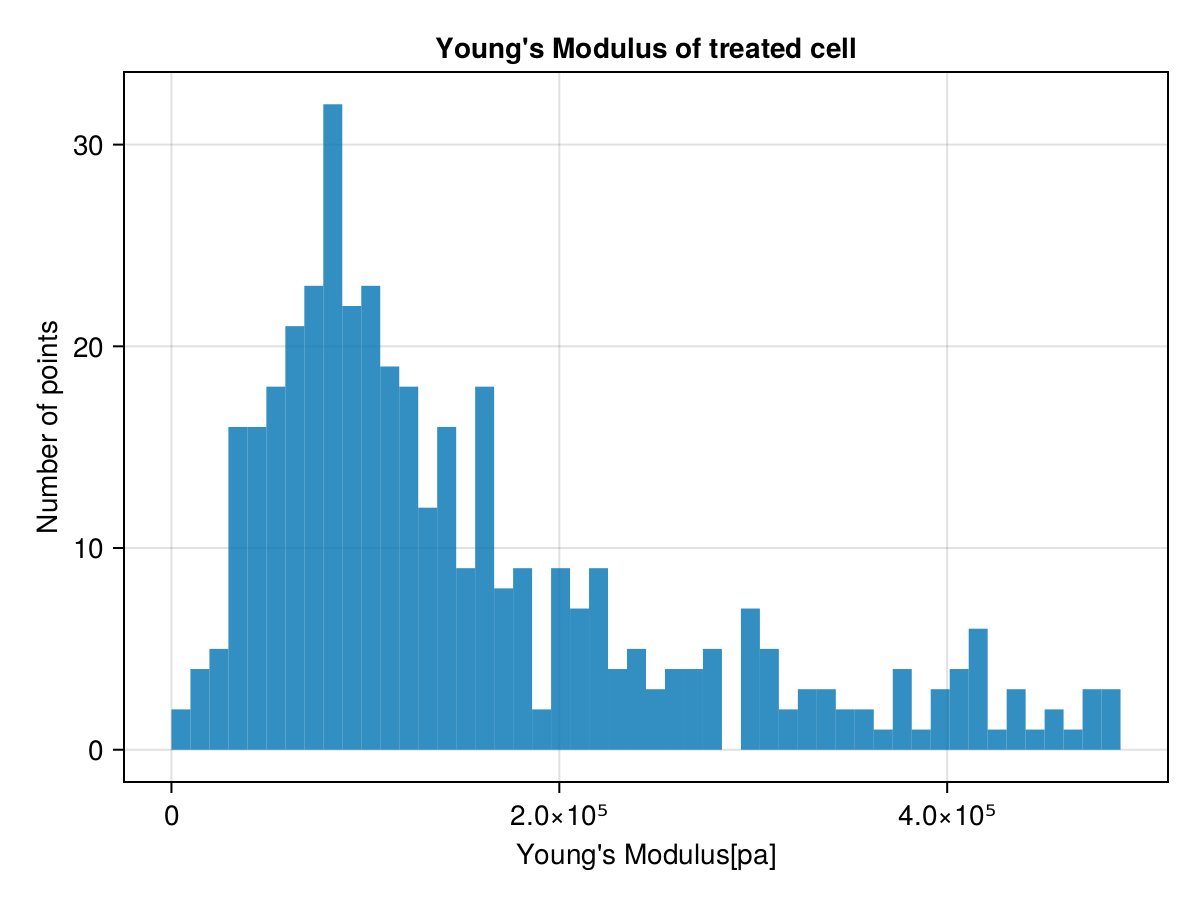 Young's Modulus of treated cell
Number of points
30
20
10
0
0 2.0×10⁵ 4.0×10⁵
Young's Modulus[pa]